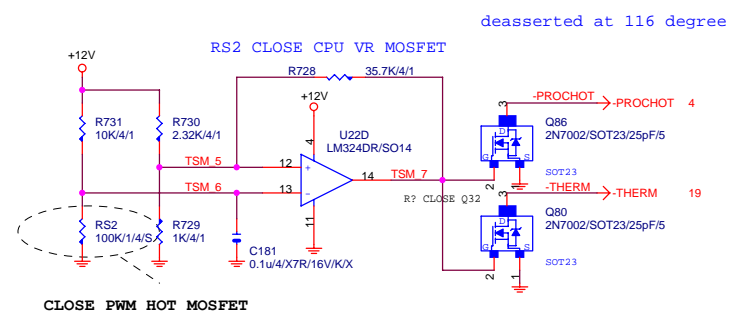 deasserted at 116 degree
RS2 CLOSE CPU VR MOSFET
+12V
R728
35.7K/4/1
+12V
-PROCHOT
-PROCHOT 4
3
R731
10K/4/1
R730
2.32K/4/1
U22D
LM324DR/SO14
4
Q86
2N7002/SOT23/25pF/5
D
G
S
TSM_5
12
+
TSM_6
13
-
14
TSM_7
11
SOT23
2
1
R? CLOSE Q32
-THERM
-THERM 19
3
RS2
100K/1/4/S
R729
1K/4/1
Q80
2N7002/SOT23/25pF/5
D
G
S
C181
0.1u/4/X7R/16V/K/X
SOT23
2
1
CLOSE PWM HOT MOSFET